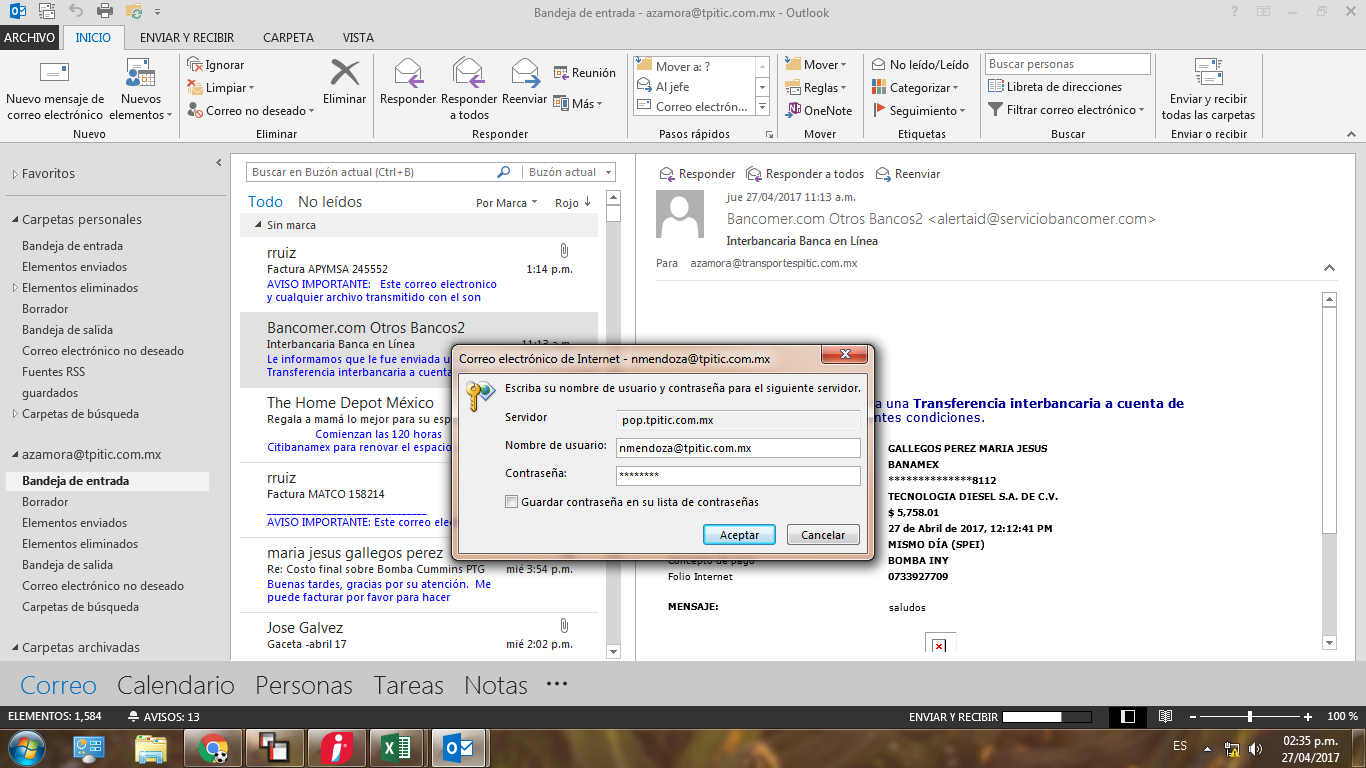 Bandeja de entrada - azamora@tpitic.com.mx - Outlook
ARCHIVO INICIO ENVIAR Y RECIBIR CARPETA VISTA
Nuevo mensaje de correo electrónico
Nuevos elementos
Nuevo
Ignorar
Limpiar
Correo no deseado
Eliminar
Eliminar
Responder
Responder a todos
Reenviar
Reunión
Más
Responder
Mover a: ?
Al jefe
Correo electrón...
Pasos rápidos
Mover
Reglas
OneNote
Mover
No leído/Leído
Categorizar
Seguimiento
Etiquetas
Buscar personas
Libreta de direcciones
Filtrar correo electrónico
Buscar
Enviar y recibir todas las carpetas
Enviar o recibir
Favoritos
Carpetas personales
Bandeja de entrada
Elementos enviados
Elementos eliminados
Borrador
Bandeja de salida
Correo electrónico no deseado
Fuentes RSS
guardados
Carpetas de búsqueda
azamora@tpitic.com.mx
Bandeja de entrada
Borrador
Elementos enviados
Elementos eliminados
Bandeja de salida
Correo electrónico no deseado
Carpetas de búsqueda
Carpetas archivadas
Buscar en Buzón actual (Ctrl+B) Buzón actual
Todo No leídos Por Marca Rojo
Sin marca
rruiz
Factura APYMSA 245552 1:14 p.m.
AVISO IMPORTANTE: Este correo electronico
y cualquier archivo transmitido con el son
Bancomer.com Otros Bancos2
Interbancaria Banca en Línea 11:13 a.m.
Le informamos que le fue enviada u
Transferencia interbancaria a cuenta
The Home Depot México
Regala a mamá lo mejor para su esp
Comienzan las 120 horas
Citibanamex para renovar el espacio
rruiz
Factura MATCO 158214
AVISO IMPORTANTE: Este correo ele
maria jesus gallegos perez
Re: Costo final sobre Bomba Cummins PTG mié 3:54 p.m.
Buenas tardes, gracias por su atención. Me
puede facturar por favor para hacer
Jose Galvez
Gaceta -abril 17 mié 2:02 p.m.
Responder Responder a todos Reenviar
jue 27/04/2017 11:13 a.m.
Bancomer.com Otros Bancos2 <alertaid@serviciobancomer.com>
Interbancaria Banca en Línea
Para azamora@transportespitic.com.mx
a una Transferencia interbancaria a cuenta de
ntes condiciones.
GALLEGOS PEREZ MARIA JESUS
BANAMEX
**************8112
TECNOLOGIA DIESEL S.A. DE C.V.
$ 5,758.01
27 de Abril de 2017, 12:12:41 PM
MISMO DÍA (SPEI)
Concepto de pago BOMBA INY
Folio Internet 0733927709
MENSAJE: saludos
Correo electrónico de Internet - nmendoza@tpitic.com.mx
Escriba su nombre de usuario y contraseña para el siguiente servidor.
Servidor pop.tpitic.com.mx
Nombre de usuario: nmendoza@tpitic.com.mx
Contraseña: ********
Guardar contraseña en su lista de contraseñas
Aceptar Cancelar
Correo Calendario Personas Tareas Notas ···
ELEMENTOS: 1,584 AVISOS: 13 ENVIAR Y RECIBIR 100 %
ES 02:35 p.m.
27/04/2017